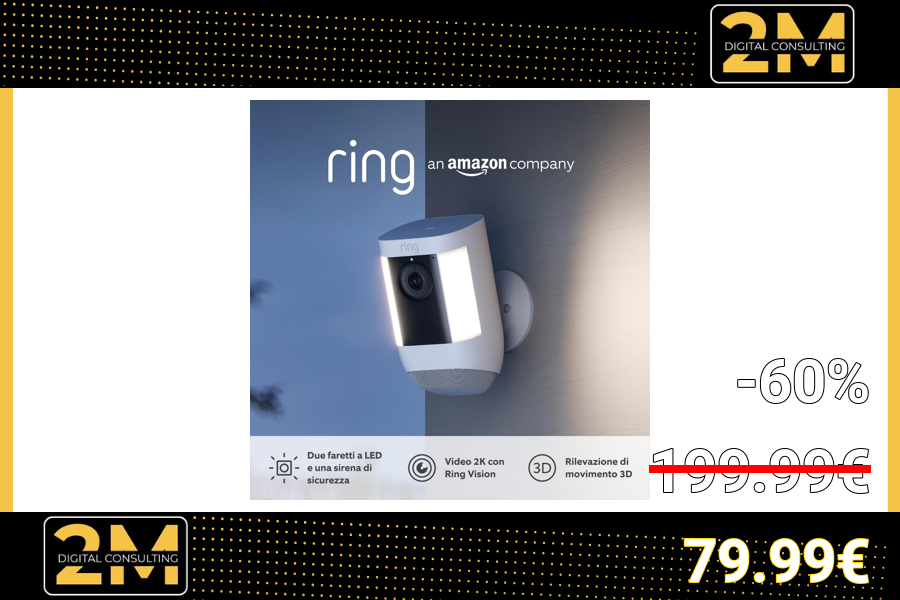 2M
DIGITAL CONSULTING
ring an amazon company
ring
-60%
Due faretti a LED
e una sirena di
sicurezza
Video 2K con
Ring Vision
3D
Rilevazione di
movimento 3D
199.99€
2M
DIGITAL CONSULTING
79.99€